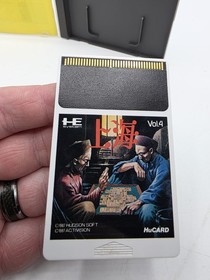 HE
Vol.4
上海
©1987 HUDSON SOFT
©1987 ACTIVISION
HuCARD